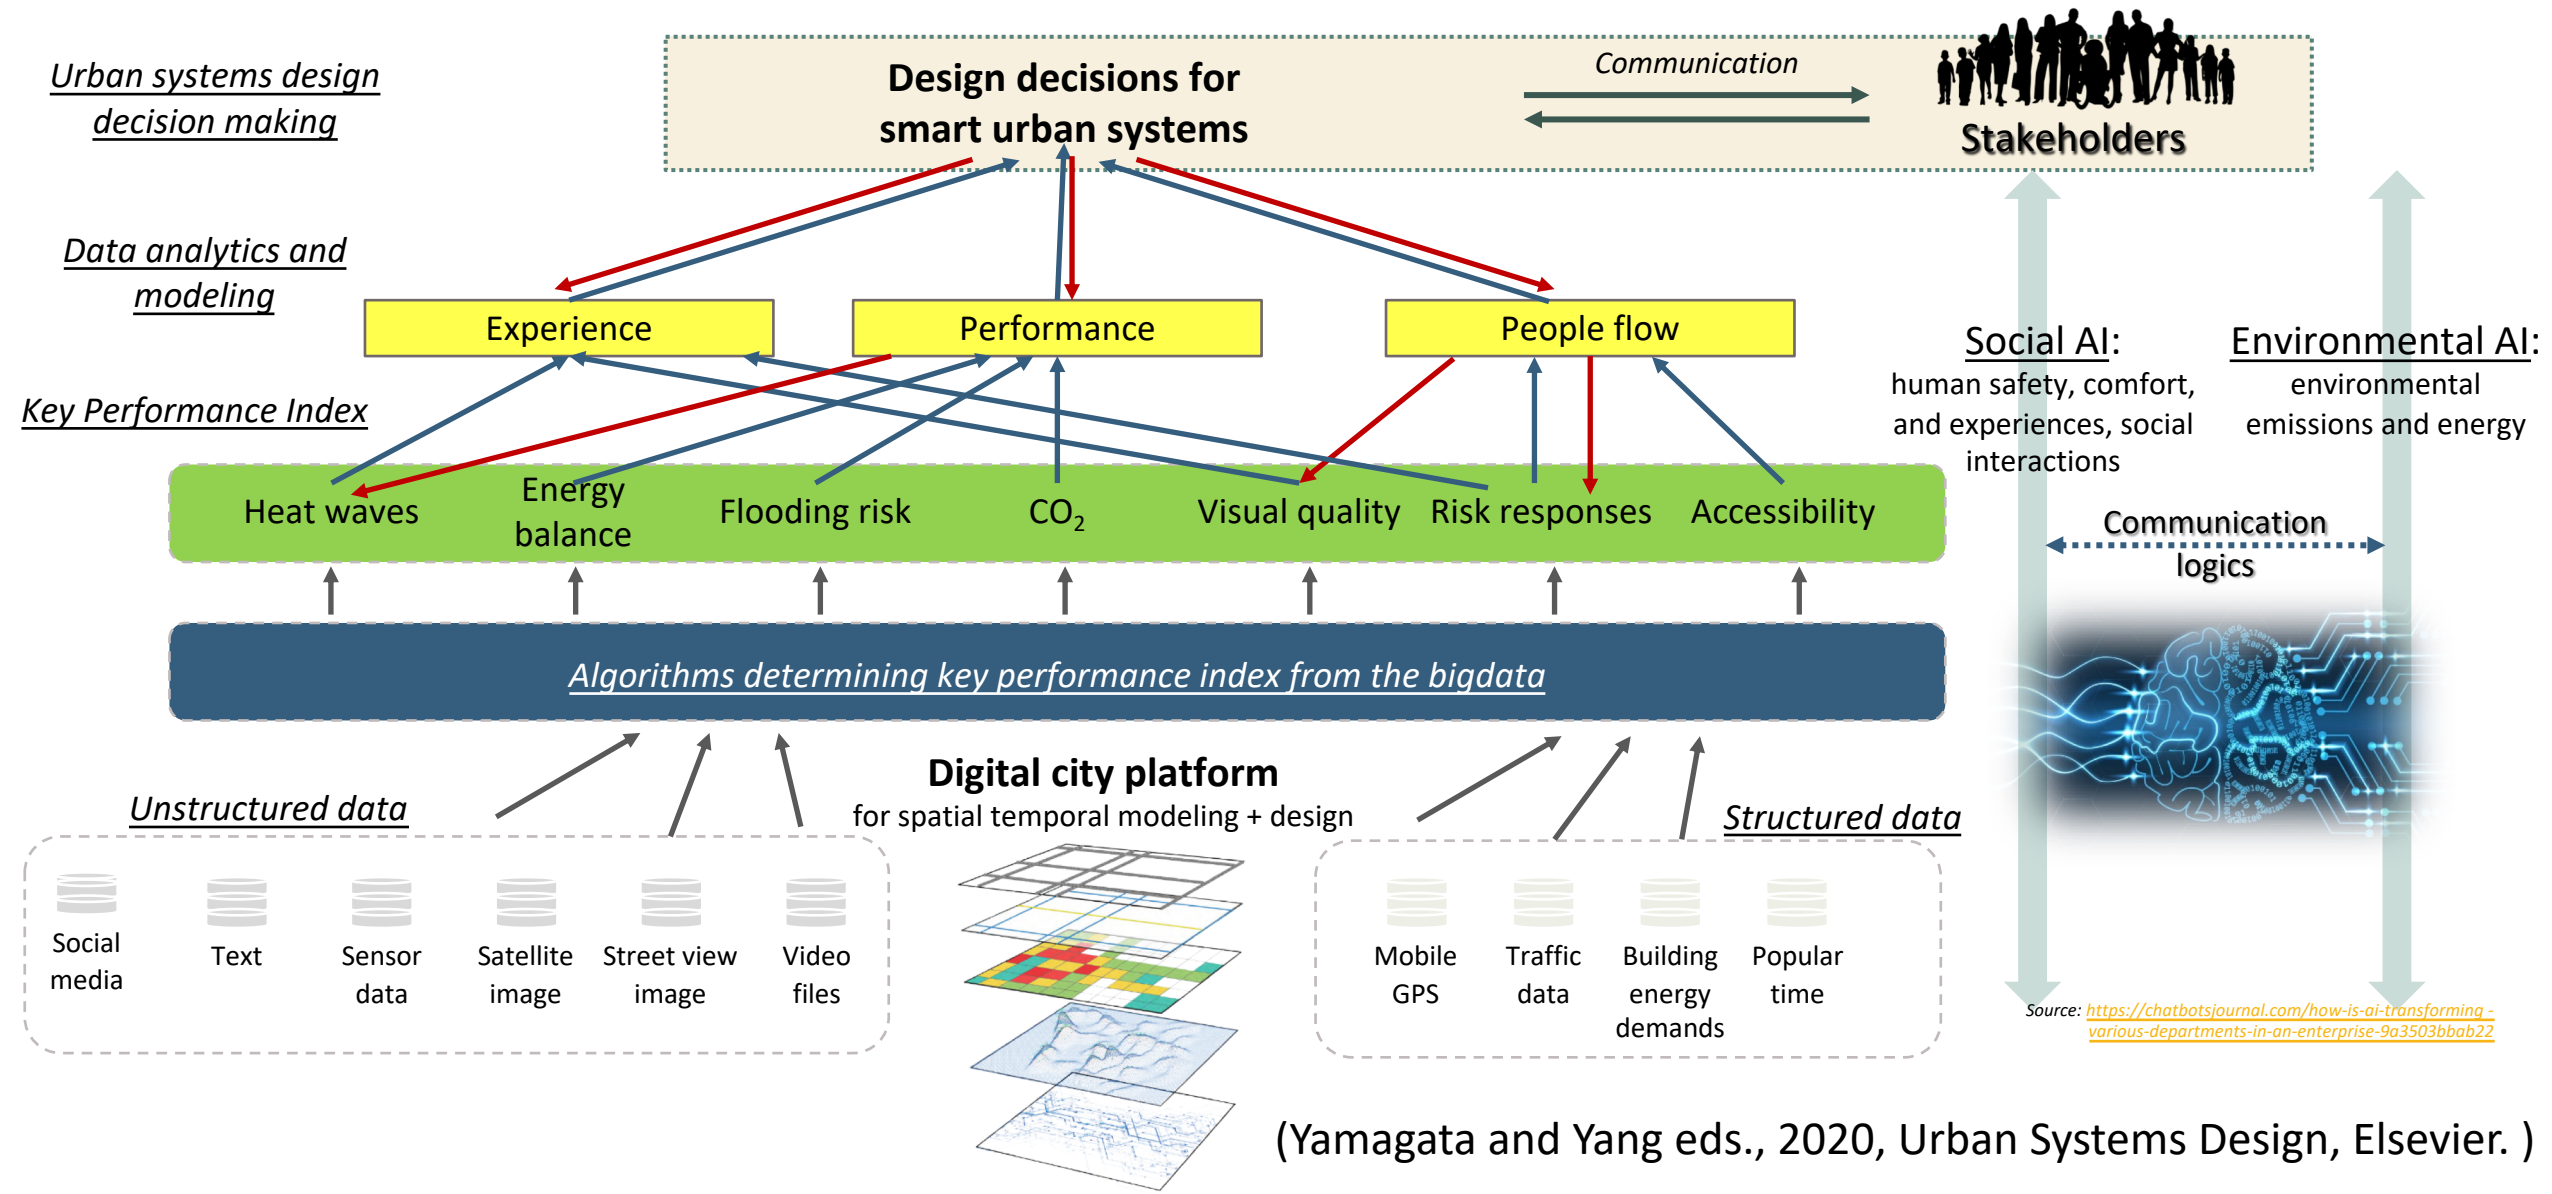 Urban systems design
decision making
Design decisions for
smart urban systems
Communication
Stakeholders
Data analytics and
modeling
Experience
Performance
People flow
Key Performance Index
Heat waves
Energy
balance
Flooding risk
CO₂
Visual quality
Risk responses
Accessibility
Algorithms determining key performance index from the bigdata
Social AI:
human safety, comfort,
and experiences, social
interactions
Environmental AI:
environmental
emissions and energy
Communication
logics
Unstructured data
Social
media
Text
Sensor
data
Satellite
image
Street view
image
Video
files
Digital city platform
for spatial temporal modeling + design
Structured data
Mobile
GPS
Traffic
data
Building
energy
demands
Popular
time
Source: https://chatbotsjournal.com/how-is-ai-transforming -
various-departments-in-an-enterprise-9a3503bbab22
(Yamagata and Yang eds., 2020, Urban Systems Design, Elsevier. )